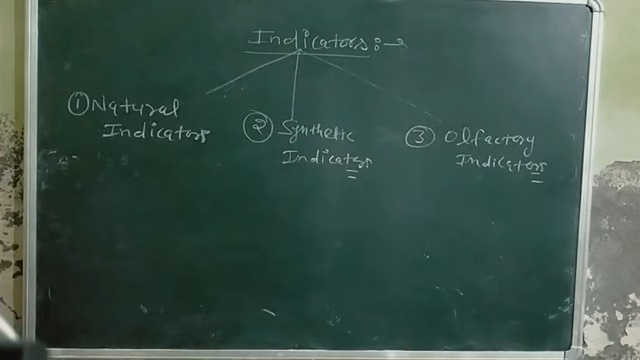 Indicators:→
① Natural
Indicators
② Synthetic
Indicators
③ Olfactory
Indicators